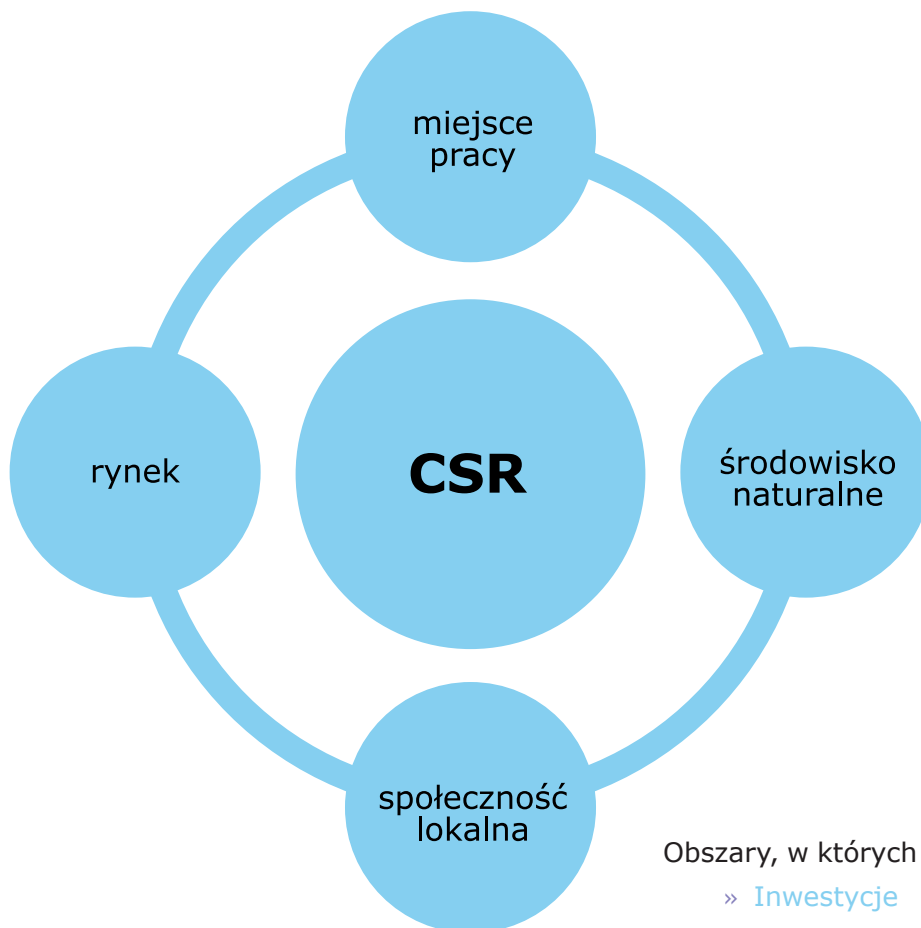 miejsce
pracy
rynek
CSR
środowisko
naturalne
społeczność
lokalna
Obszary, w których
» Inwestycje